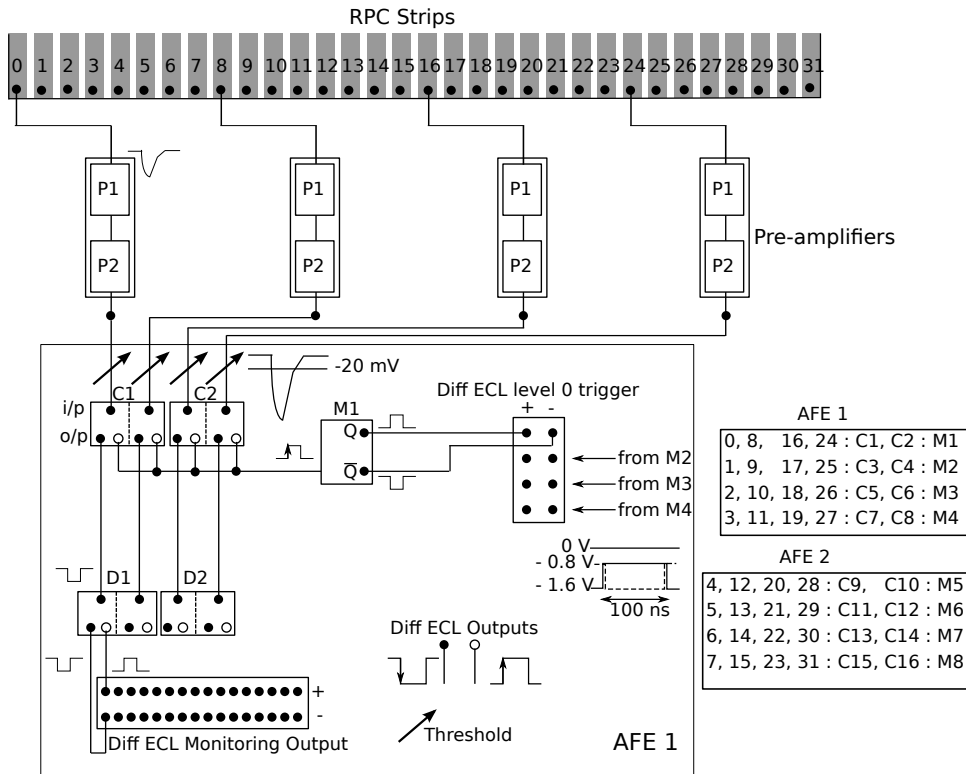 RPC Strips
0 1 2 3 4 5 6 7 8 9 10 11 12 13 14 15 16 17 18 19 20 21 22 23 24 25 26 27 28 29 30 31
P1 P1 P1 P1
P2 P2 P2 P2
Pre-amplifiers
-20 mV
C1 C2
i/p
o/p
M1
Q
Q̅
Diff ECL level 0 trigger
+ -
from M2
from M3
from M4
0 V
- 0.8 V
- 1.6 V
100 ns
D1 D2
Diff ECL Outputs
+
-
Diff ECL Monitoring Output
Threshold
AFE 1
AFE 1
0, 8, 16, 24 : C1, C2 : M1
1, 9, 17, 25 : C3, C4 : M2
2, 10, 18, 26 : C5, C6 : M3
3, 11, 19, 27 : C7, C8 : M4
AFE 2
4, 12, 20, 28 : C9, C10 : M5
5, 13, 21, 29 : C11, C12 : M6
6, 14, 22, 30 : C13, C14 : M7
7, 15, 23, 31 : C15, C16 : M8